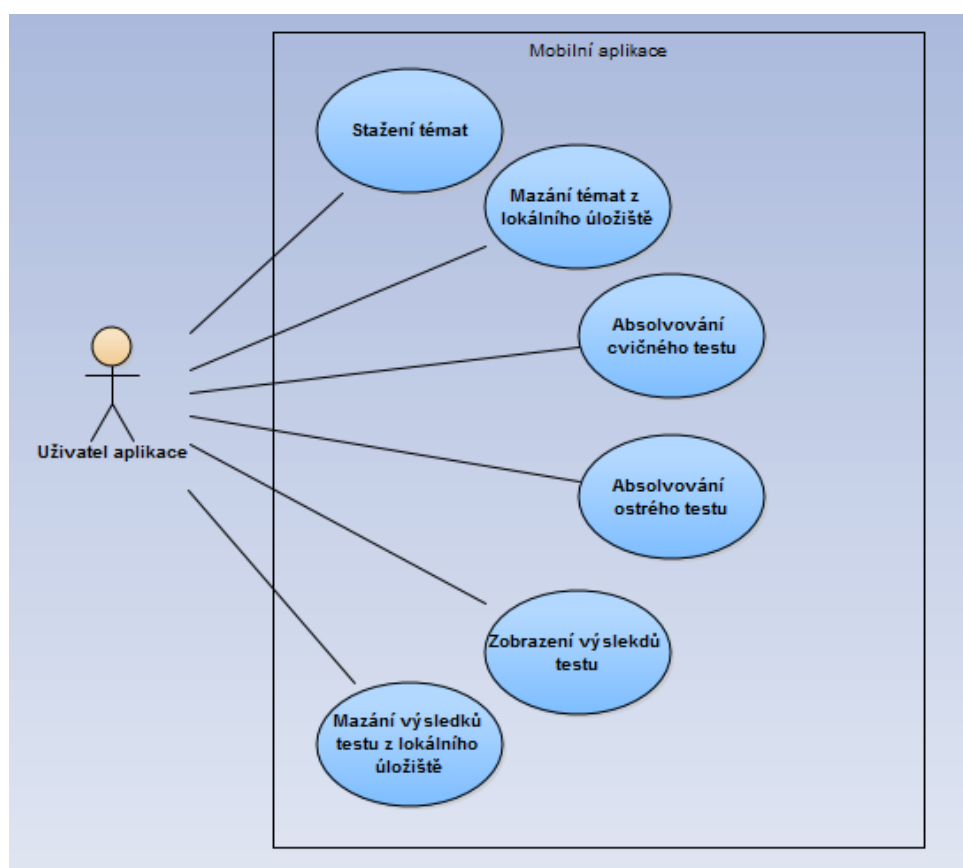 Mobilní aplikace
Stažení témat
Mazání témat z
lokálního úložiště
Absolvování
cvičného testu
Uživatel aplikace
Absolvování
ostrého testu
Zobrazení výslekdů
testu
Mazání výsledků
testu z lokálního
úložiště